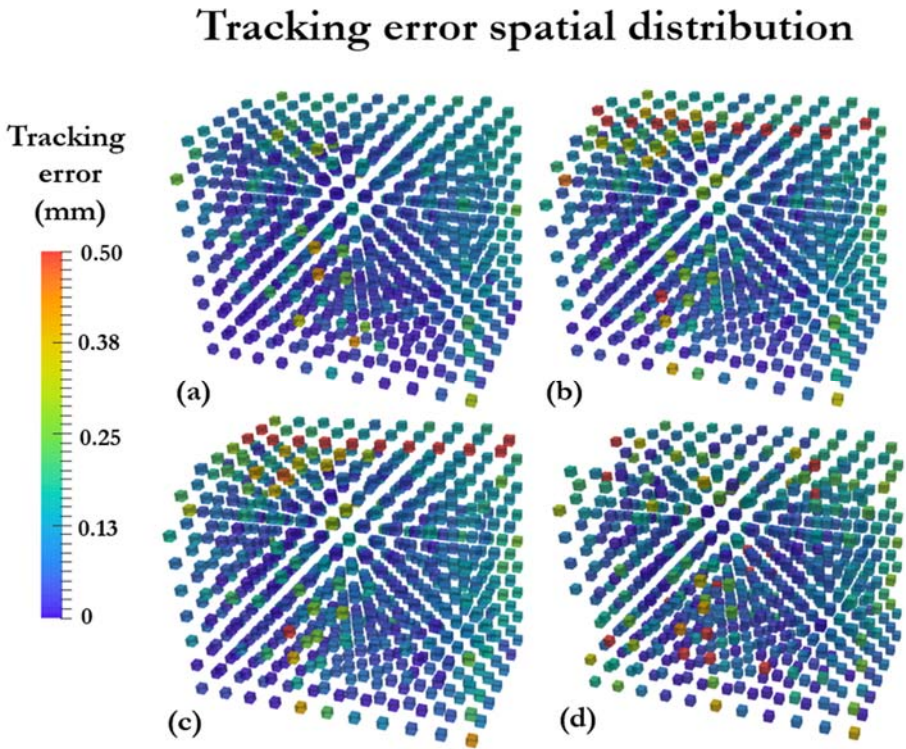 Tracking error spatial distribution
Tracking
error
(mm)
0.50
0.38
0.25
0.13
0
(a)
(b)
(c)
(d)